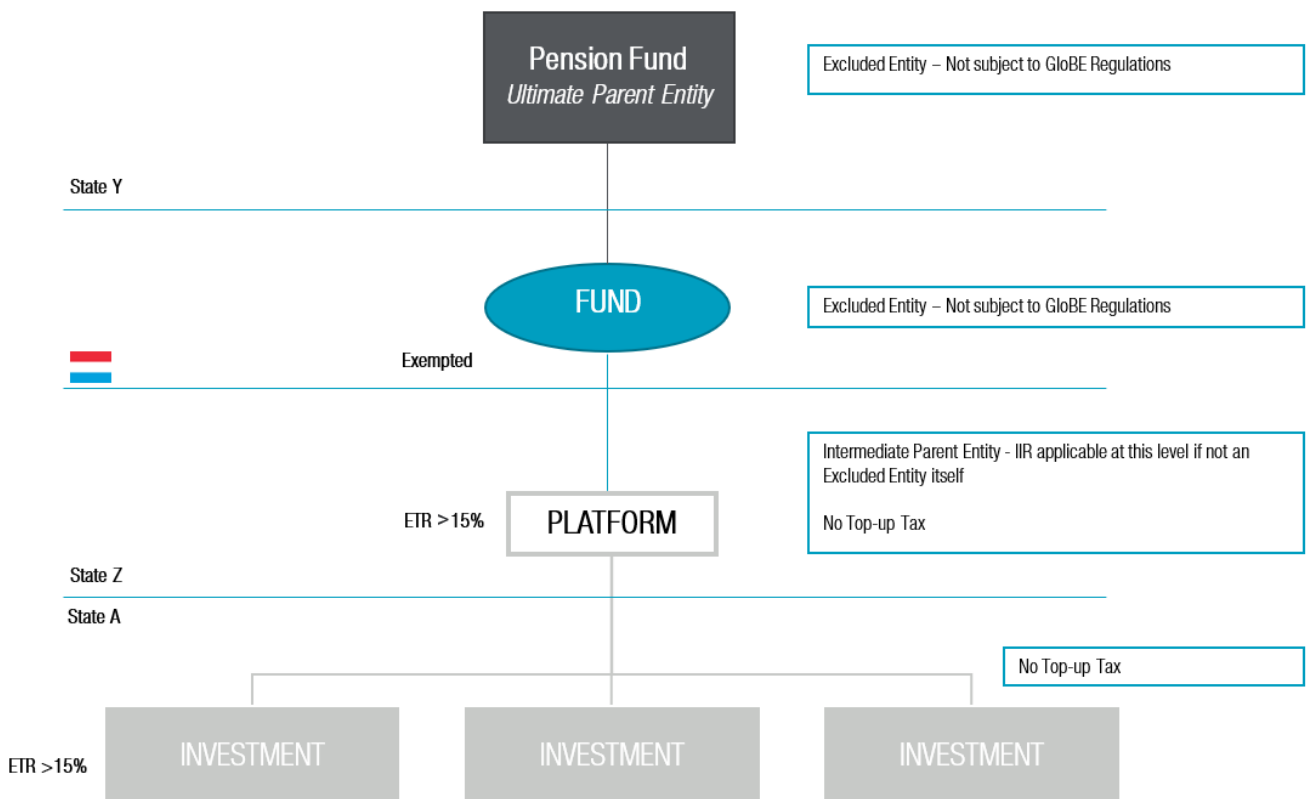 Pension Fund
Ultimate Parent Entity
Excluded Entity – Not subject to GloBE Regulations
State Y
FUND
Excluded Entity – Not subject to GloBE Regulations
Exempted
Intermediate Parent Entity - IIR applicable at this level if not an
Excluded Entity itself
No Top-up Tax
ETR >15%
PLATFORM
State Z
State A
No Top-up Tax
INVESTMENT
INVESTMENT
INVESTMENT
ETR >15%